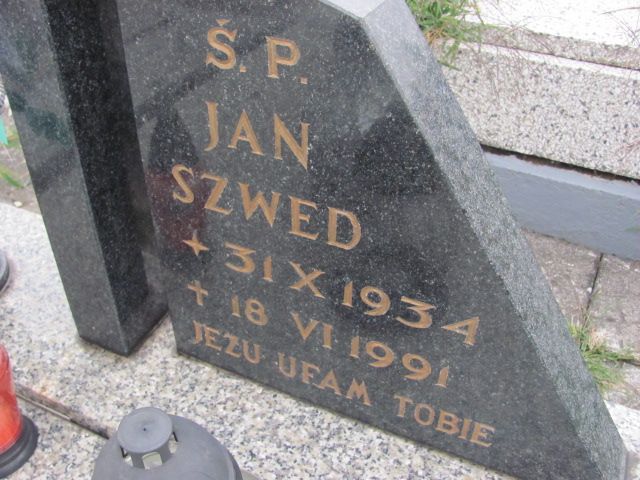 Ś. P.
JAN
SZWED
31 X 1934
✝ 18 VI 1991
JEZU UFAM TOBIE